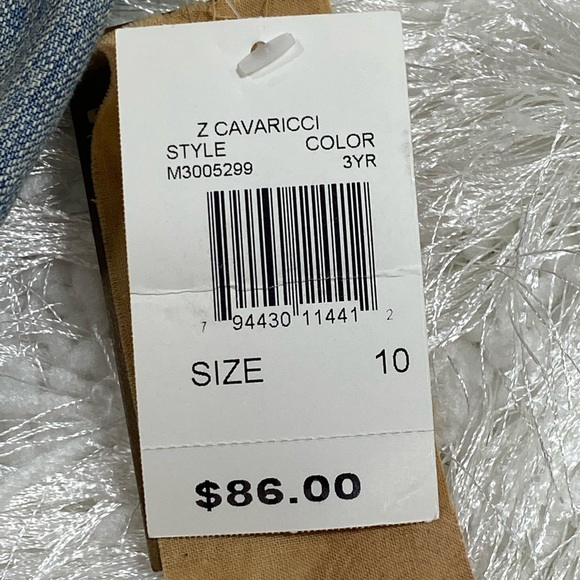 Z CAVARICCI
STYLE COLOR
M3005299 3YR
7 94430 11441 2
SIZE 10
$86.00